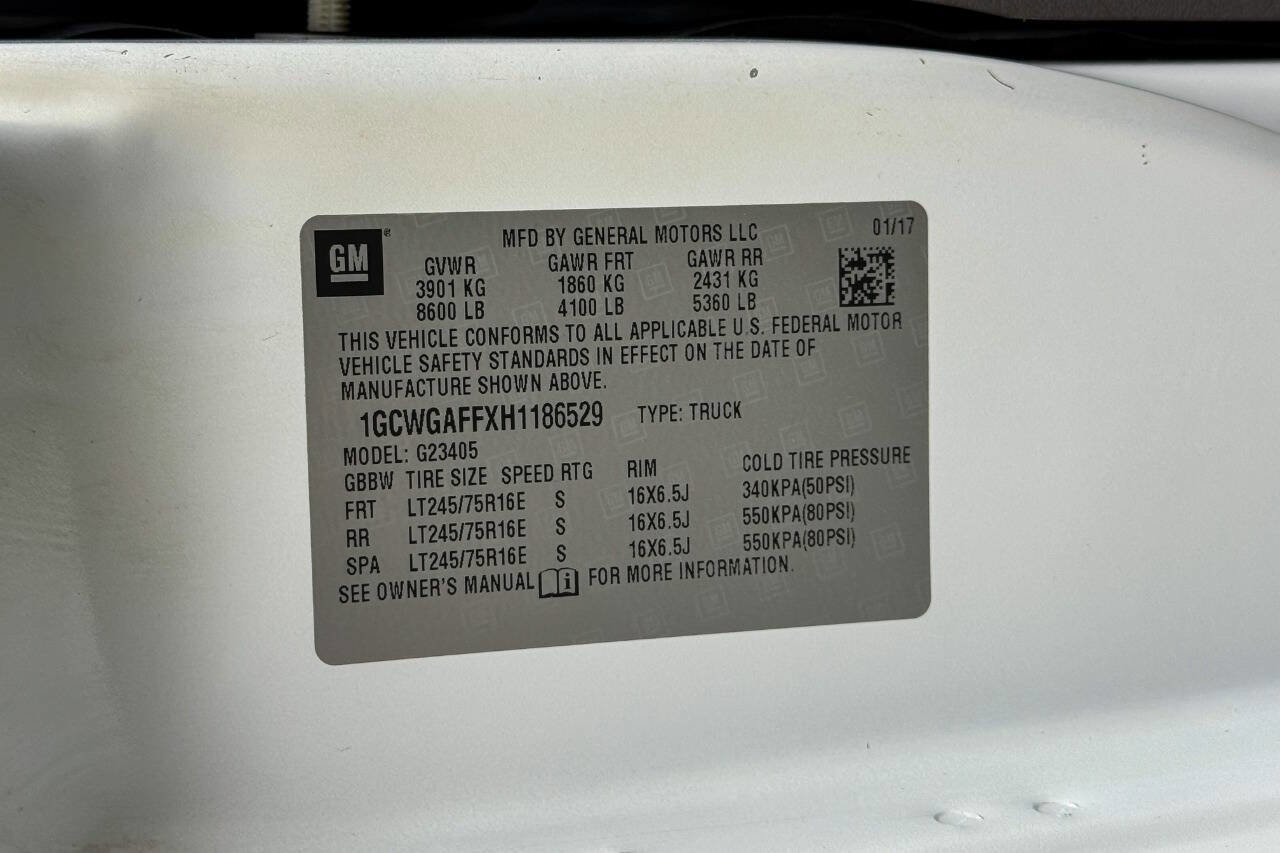 GM ®
MFD BY GENERAL MOTORS LLC 01/17
GVWR GAWR FRT GAWR RR
3901 KG 1860 KG 2431 KG
8600 LB 4100 LB 5360 LB
THIS VEHICLE CONFORMS TO ALL APPLICABLE U.S. FEDERAL MOTOR
VEHICLE SAFETY STANDARDS IN EFFECT ON THE DATE OF
MANUFACTURE SHOWN ABOVE.
1GCWGAFFXH1186529 TYPE: TRUCK
MODEL: G23405
GBBW TIRE SIZE SPEED RTG RIM COLD TIRE PRESSURE
FRT LT245/75R16E S 16X6.5J 340KPA(50PSI)
RR LT245/75R16E S 16X6.5J 550KPA(80PSI)
SPA LT245/75R16E S 16X6.5J 550KPA(80PSI)
SEE OWNER'S MANUAL i FOR MORE INFORMATION.